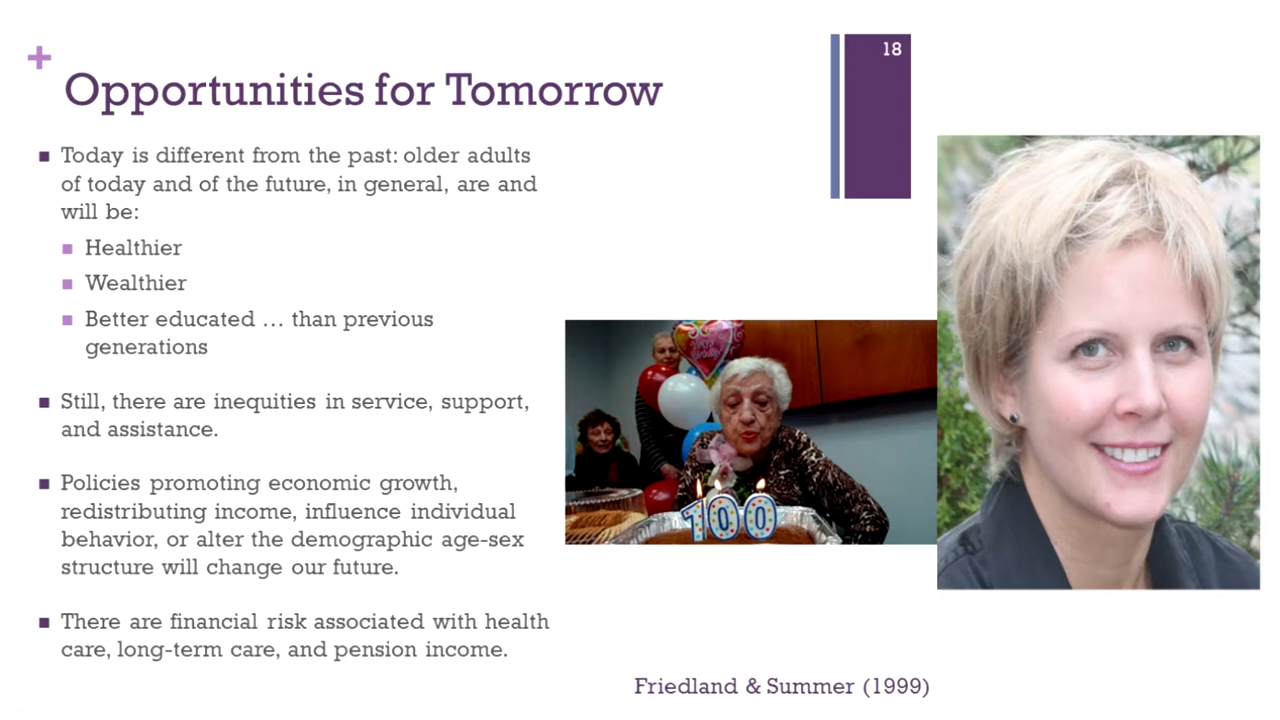 18
+
Opportunities for Tomorrow
Today is different from the past: older adults
of today and of the future, in general, are and
will be:
Healthier
Wealthier
Better educated … than previous
generations
Still, there are inequities in service, support,
and assistance.
Policies promoting economic growth,
redistributing income, influence individual
behavior, or alter the demographic age-sex
structure will change our future.
There are financial risk associated with health
care, long-term care, and pension income.
100
Friedland & Summer (1999)